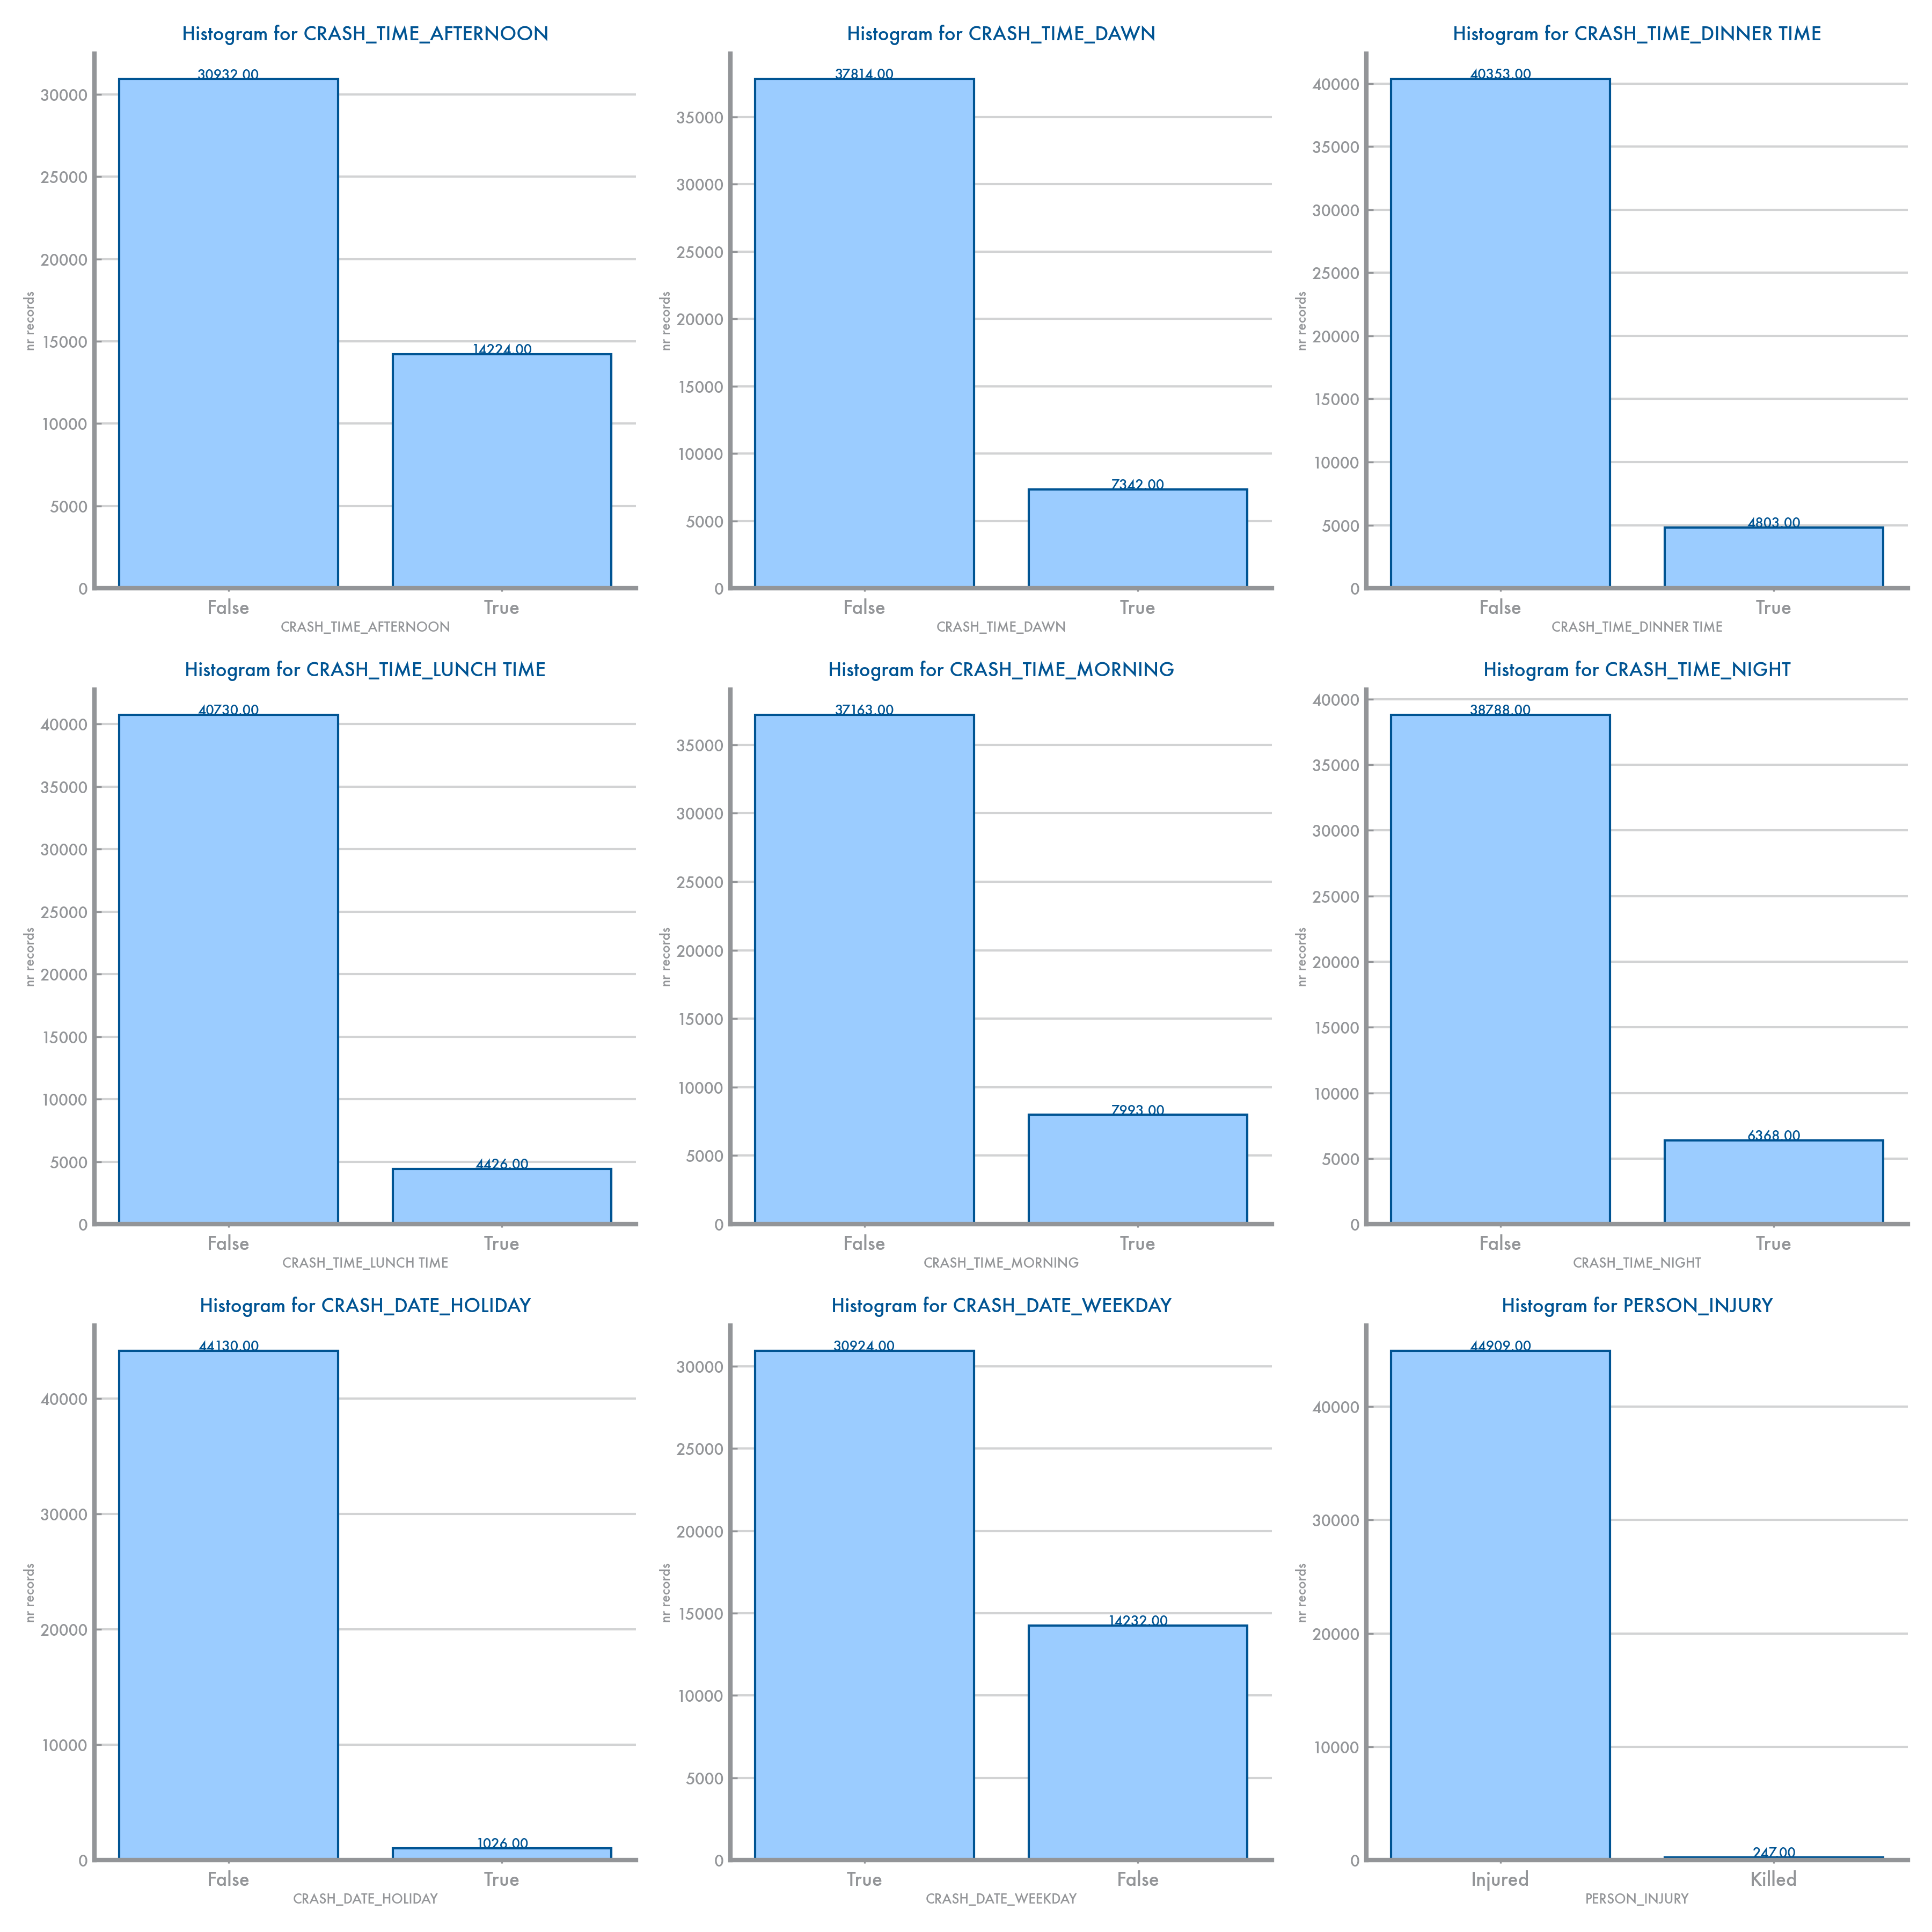 Histogram for CRASH_TIME_AFTERNOON
30932.00
14224.00
30000
25000
20000
15000
10000
5000
0
nr records
False
True
CRASH_TIME_AFTERNOON
Histogram for CRASH_TIME_DAWN
37814.00
7342.00
35000
30000
25000
20000
15000
10000
5000
0
nr records
False
True
CRASH_TIME_DAWN
Histogram for CRASH_TIME_DINNER TIME
40353.00
4803.00
40000
35000
30000
25000
20000
15000
10000
5000
0
nr records
False
True
CRASH_TIME_DINNER TIME
Histogram for CRASH_TIME_LUNCH TIME
40730.00
4426.00
40000
35000
30000
25000
20000
15000
10000
5000
0
nr records
False
True
CRASH_TIME_LUNCH TIME
Histogram for CRASH_TIME_MORNING
37163.00
7993.00
35000
30000
25000
20000
15000
10000
5000
0
nr records
False
True
CRASH_TIME_MORNING
Histogram for CRASH_TIME_NIGHT
38788.00
6368.00
40000
35000
30000
25000
20000
15000
10000
5000
0
nr records
False
True
CRASH_TIME_NIGHT
Histogram for CRASH_DATE_HOLIDAY
44130.00
1026.00
40000
30000
20000
10000
0
nr records
False
True
CRASH_DATE_HOLIDAY
Histogram for CRASH_DATE_WEEKDAY
30924.00
14232.00
30000
25000
20000
15000
10000
5000
0
nr records
True
False
CRASH_DATE_WEEKDAY
Histogram for PERSON_INJURY
44909.00
247.00
40000
30000
20000
10000
0
nr records
Injured
Killed
PERSON_INJURY